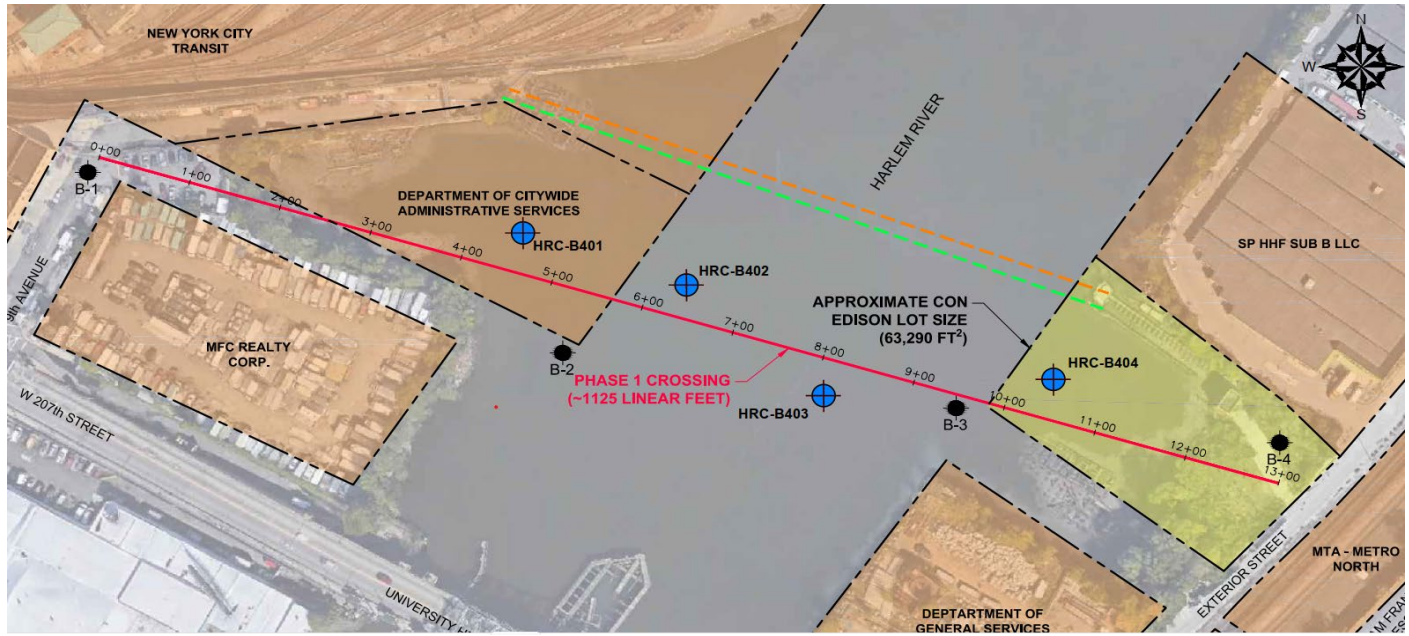 NEW YORK CITY
TRANSIT
N
W
E
S
HARLEM RIVER
0+00
B-1
1+00
2+00
3+00
4+00
5+00
6+00
7+00
8+00
9+00
10+00
11+00
12+00
13+00
DEPARTMENT OF CITYWIDE
ADMINISTRATIVE SERVICES
HRC-B401
HRC-B402
SP HHF SUB B LLC
APPROXIMATE CON
EDISON LOT SIZE
(63,290 FT²)
9th AVENUE
MFC REALTY
CORP.
B-2
PHASE 1 CROSSING
(~1125 LINEAR FEET)
HRC-B403
HRC-B404
B-3
B-4
W 207th STREET
UNIVERSITY
EXTERIOR STREET
MTA - METRO
NORTH
DEPTARTMENT OF
GENERAL SERVICES